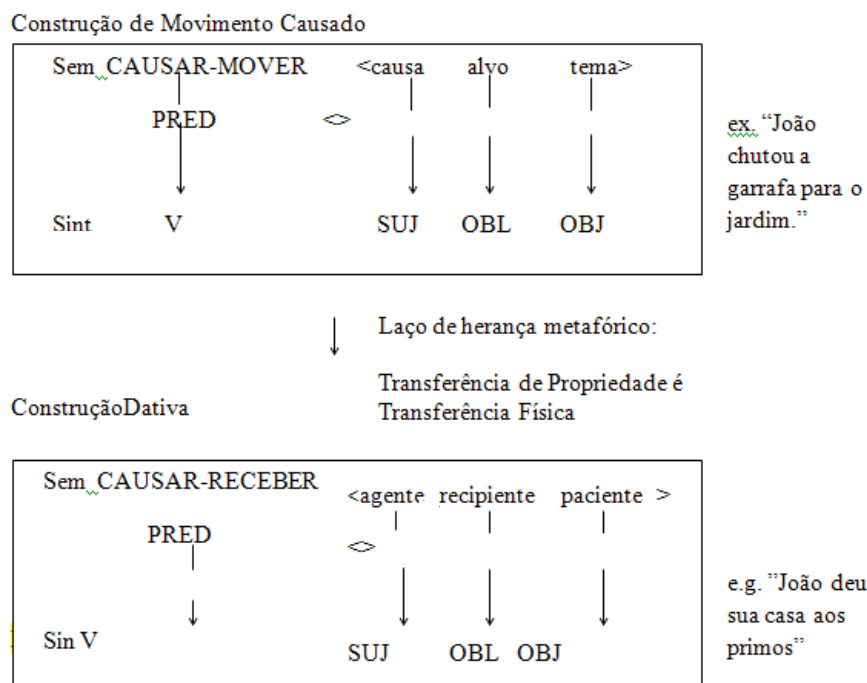 Construção de Movimento Causado
Sem CAUSAR-MOVER <causa alvo tema>
PRED <>
Sint V SUJ OBL OBJ
ex. “João
chutou a
garrafa para o
jardim.”
Laço de herança metafórico:
Transferência de Propriedade é
Transferência Física
ConstruçãoDativa
Sem CAUSAR-RECEBER <agente recipiente paciente >
PRED <>
Sin V SUJ OBL OBJ
e.g. ”João deu
sua casa aos
primos”